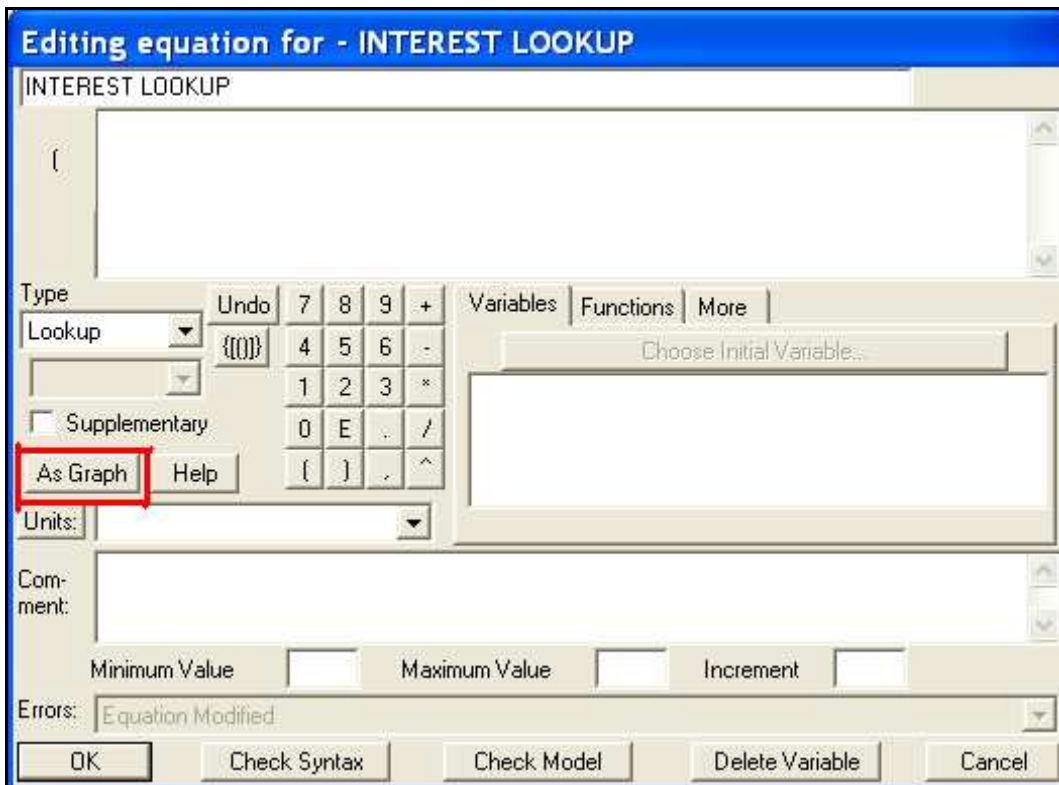 Editing equation for - INTEREST LOOKUP
INTEREST LOOKUP
(
Type
Lookup
Undo 7 8 9 +
{[()]} 4 5 6 -
1 2 3 *
Supplementary
0 E . /
As Graph Help
( ) , ^
Units:
Variables Functions More
Choose Initial Variable...
Com-
ment:
Minimum Value Maximum Value Increment
Errors: Equation Modified
OK Check Syntax Check Model Delete Variable Cancel